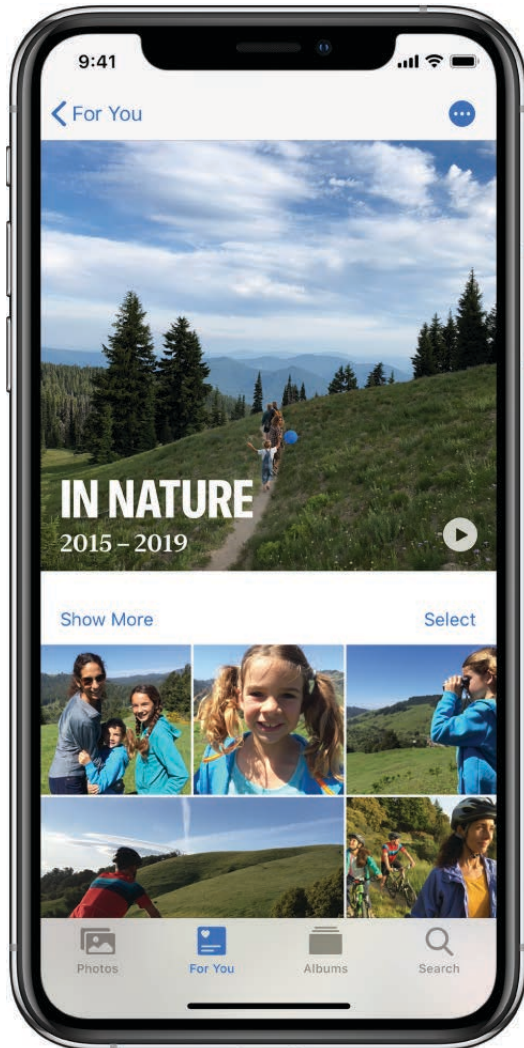 9:41
For You
IN NATURE
2015 – 2019
Show More Select
Photos For You Albums Search